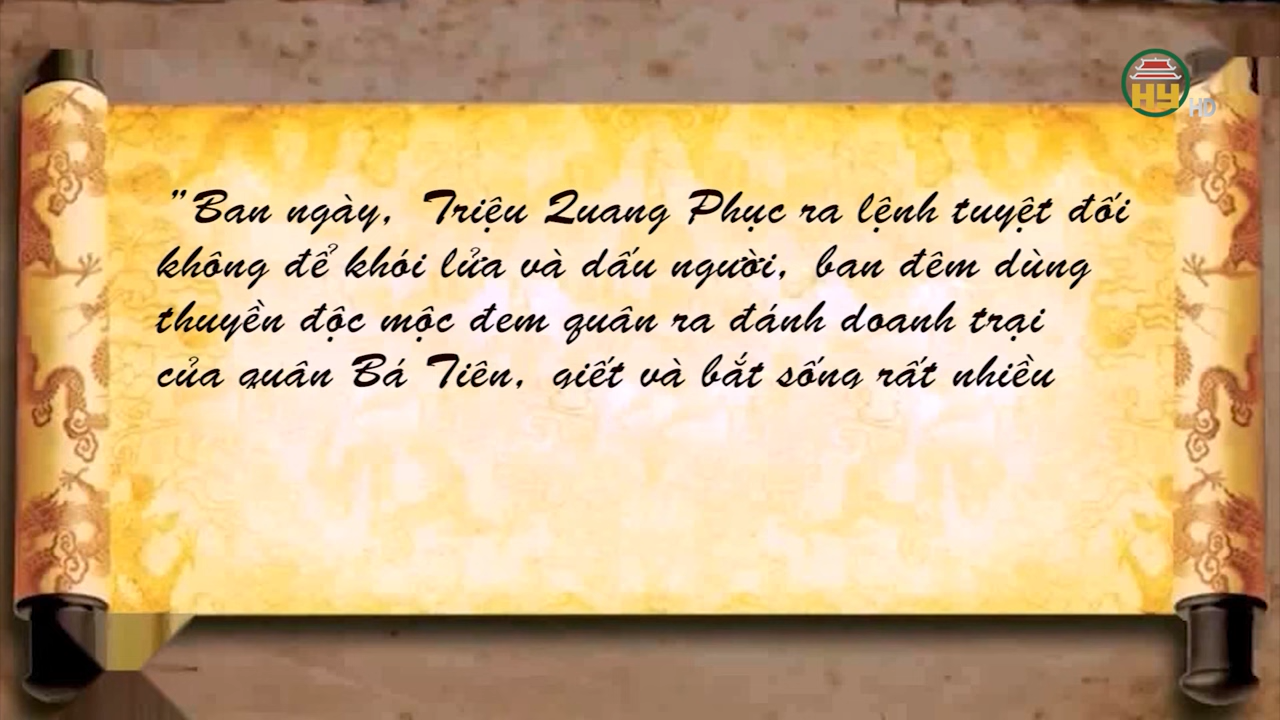 HY HD
"Ban ngày, Triệu Quang Phục ra lệnh tuyệt đối
không để khói lửa và dấu người, ban đêm dùng
thuyền độc mộc đem quân ra đánh doanh trại
của quân Bá Tiên, giết và bắt sống rất nhiều